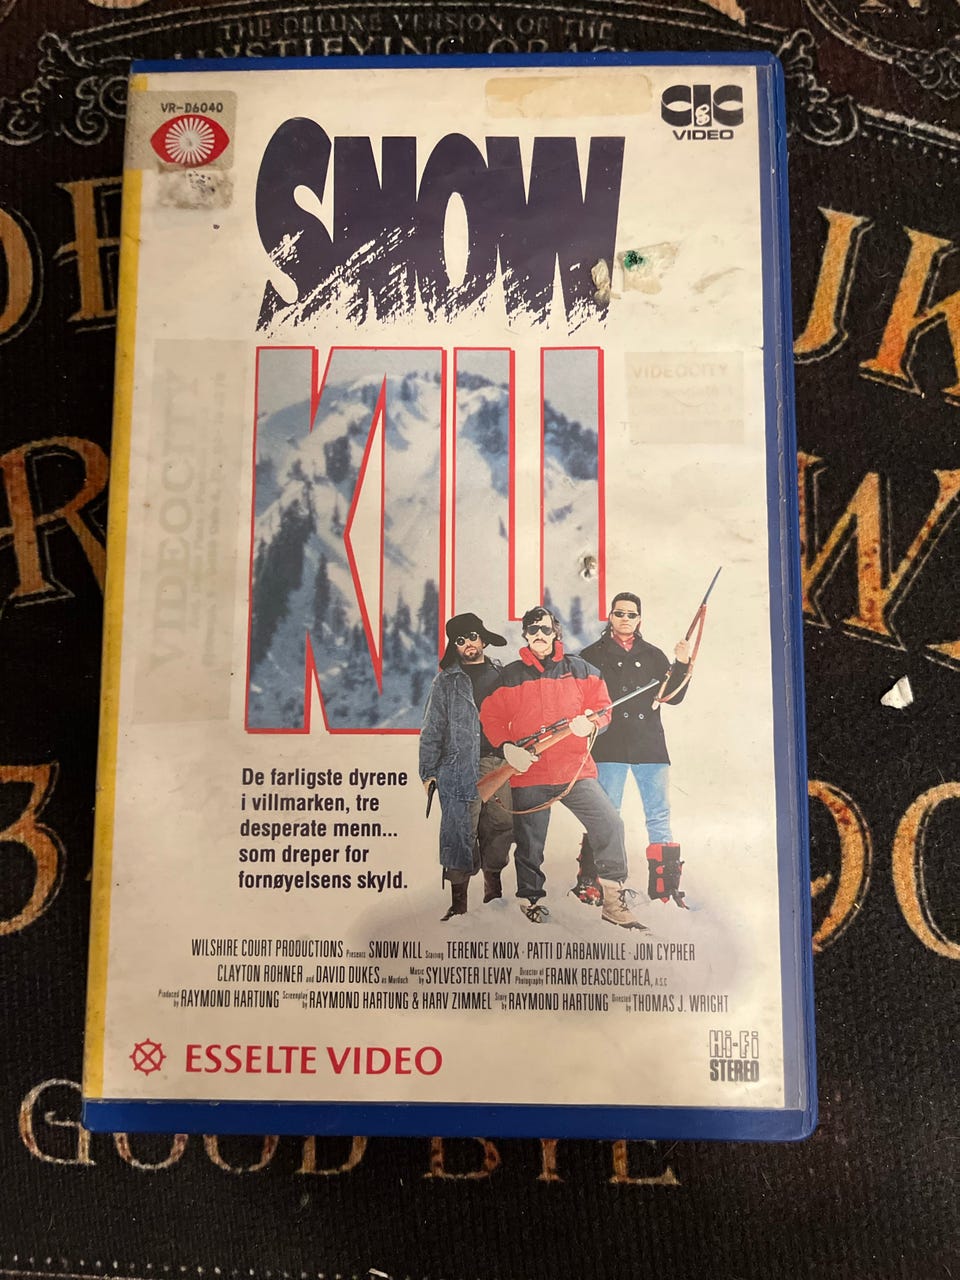 THE DELUXE VERSION OF THE
MYSTIFYING ORAC
VR-D6040
CIC
VIDEO
SNOW
KILL
VIDEOCITY
VIDEOCITY
De farligste dyrene
i villmarken, tre
desperate menn...
som dreper for
fornøyelsens skyld.
WILSHIRE COURT PRODUCTIONS Presents SNOW KILL Starring TERENCE KNOX · PATTI D'ARBANVILLE · JON CYPHER
CLAYTON ROHNER and DAVID DUKES as Murdoch Music by SYLVESTER LEVAY Director of Photography FRANK BEASCOECHEA, A.S.C
Produced by RAYMOND HARTUNG Screenplay by RAYMOND HARTUNG & HARV ZIMMEL Story by RAYMOND HARTUNG Directed by THOMAS J. WRIGHT
ESSELTE VIDEO
Hi-Fi
STEREO
GOOD BYE